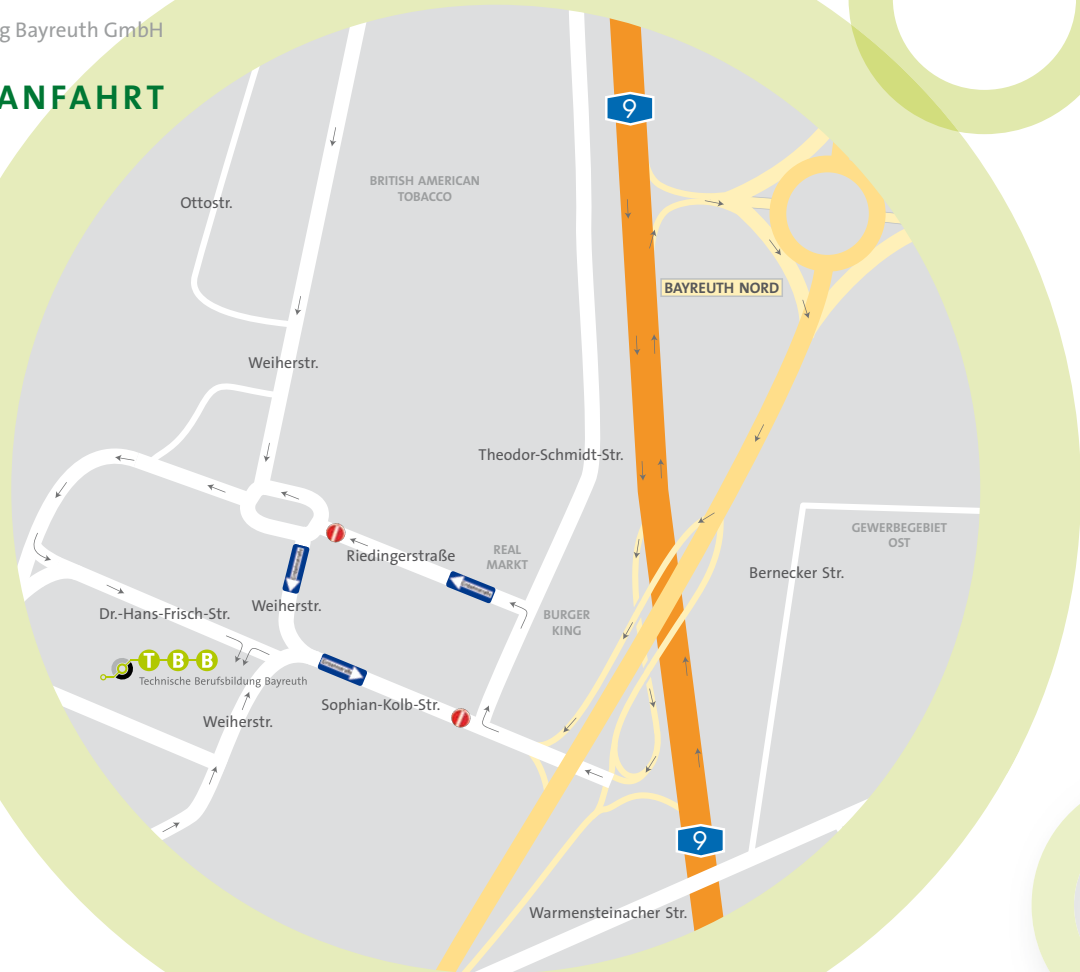 g Bayreuth GmbH
ANFAHRT
9
Ottostr.
BRITISH AMERICAN
TOBACCO
BAYREUTH NORD
Weiherstr.
Theodor-Schmidt-Str.
GEWERBEGEBIET
OST
Riedingerstraße
REAL
MARKT
Bernecker Str.
Weiherstr.
Dr.-Hans-Frisch-Str.
BURGER
KING
TBB
Technische Berufsbildung Bayreuth
Sophian-Kolb-Str.
Weiherstr.
9
Warmensteinacher Str.